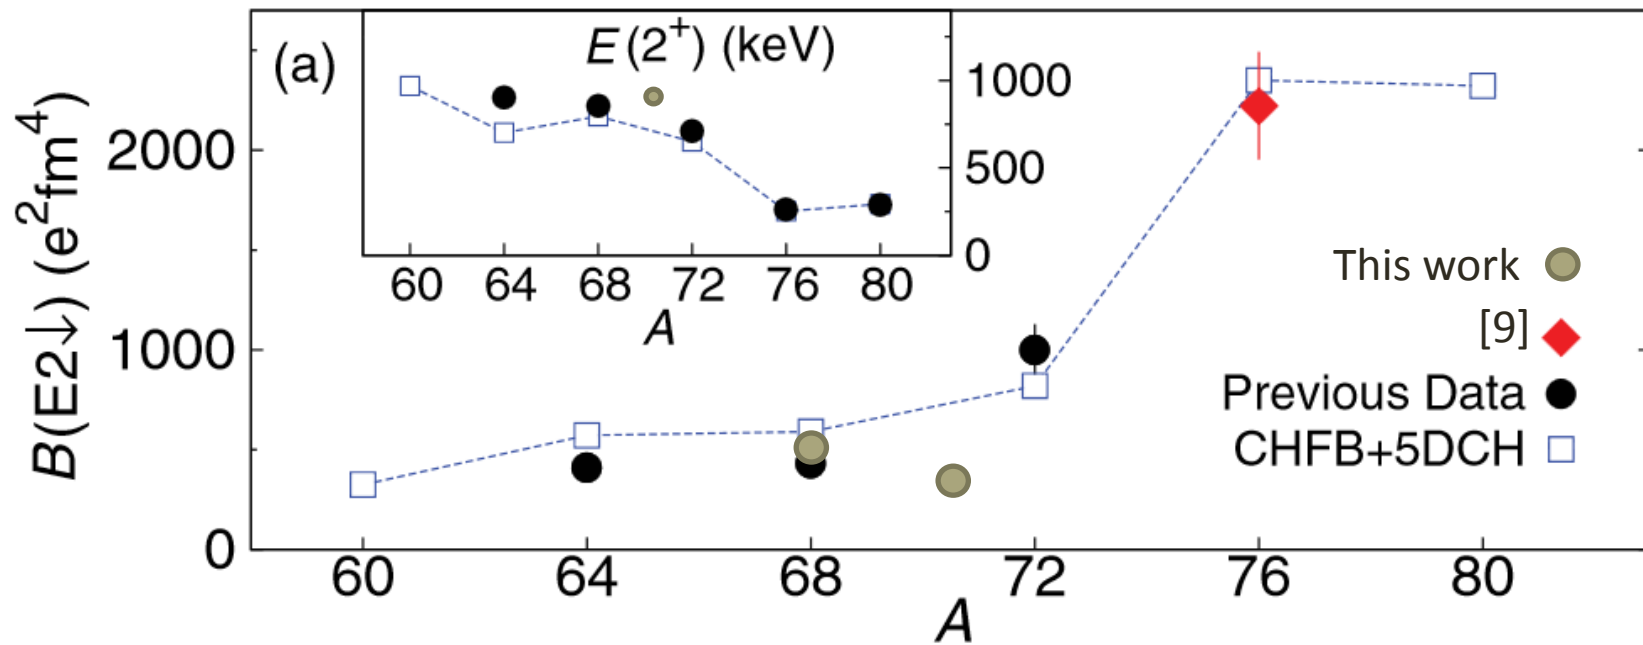 (a)
E(2⁺) (keV)
1000
500
0
60 64 68 72 76 80
A
B(E2↓) (e²fm⁴)
2000
1000
0
This work
[9]
Previous Data
CHFB+5DCH
60 64 68 72 76 80
A